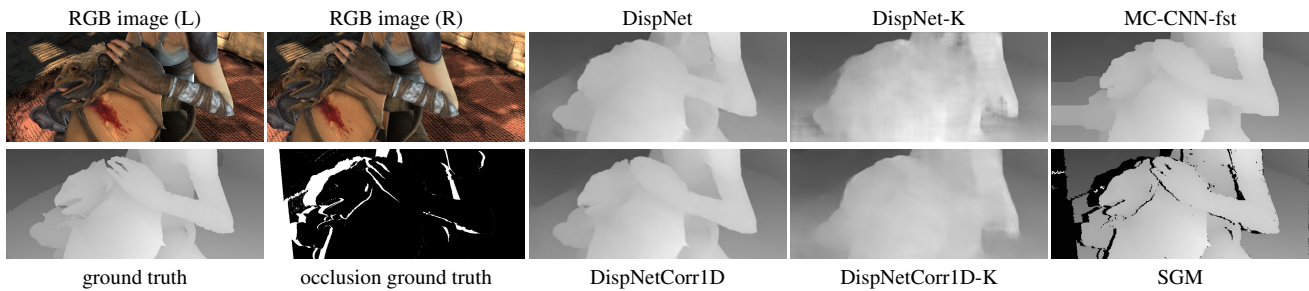 RGB image (L) RGB image (R) DispNet DispNet-K MC-CNN-fst
ground truth occlusion ground truth DispNetCorr1D DispNetCorr1D-K SGM